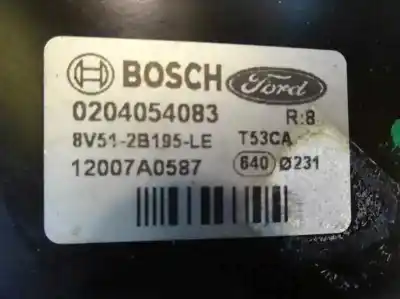 BOSCH Ford
0204054083 R:8
8V51-2B195-LE T53CA
12007A0587 640 Ø231